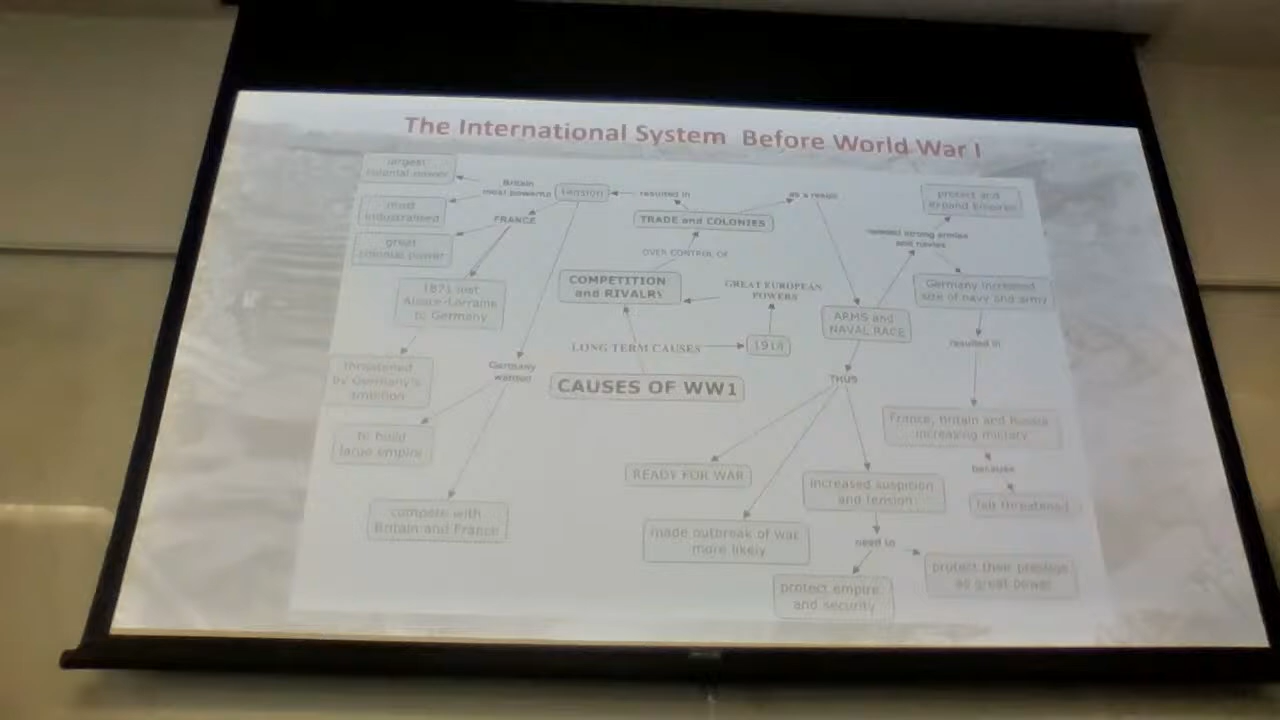 The International System Before World War I
largest
colonial power
Britain
most powerful
tension
resulted in
as a result
protect and
expand Empires
most
industrialised
FRANCE
TRADE and COLONIES
needed strong armies
and navies
great
colonial power
OVER CONTROL OF
1871 lost
Alsace-Lorraine
to Germany
COMPETITION
and RIVALRY
GREAT EUROPEAN
POWERS
Germany increased
size of navy and army
ARMS and
NAVAL RACE
LONG TERM CAUSES
1914
resulted in
threatened
by Germany's
ambition
Germany
wanted
CAUSES OF WW1
THUS
to build
large empire
France, Britain and Russia
increasing military
because
READY FOR WAR
increased suspicion
and tension
felt threatened
compete with
Britain and France
made outbreak of war
more likely
need to
protect their prestige
as great power
protect empire
and security